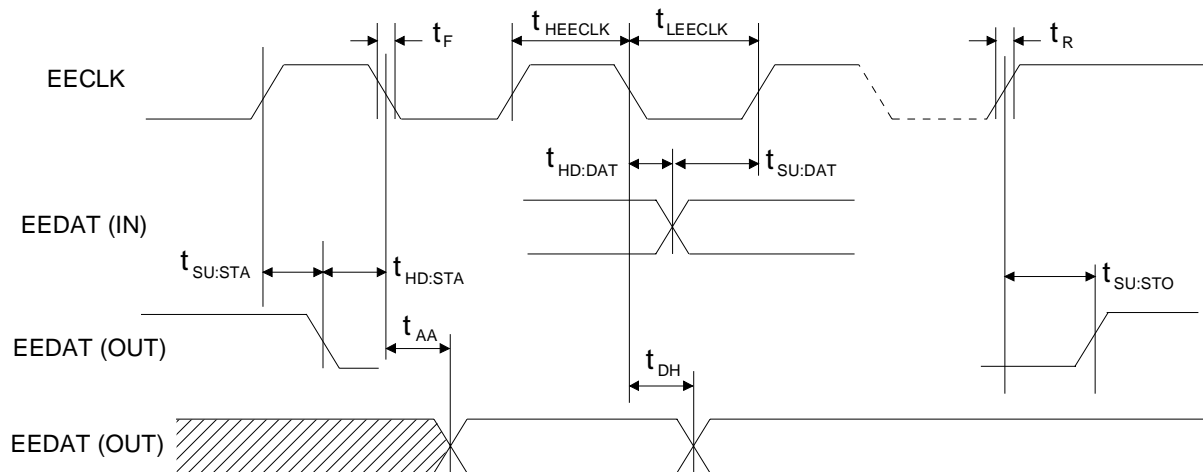 t F
t HEECLK
t LEECLK
t R
EECLK
t HD:DAT
t SU:DAT
EEDAT (IN)
t SU:STA
t HD:STA
t SU:STO
EEDAT (OUT)
t AA
t DH
EEDAT (OUT)